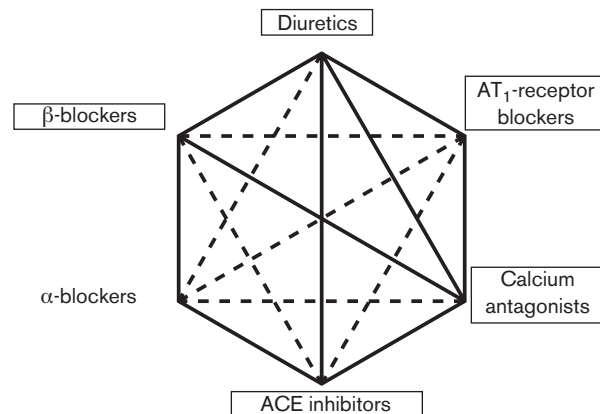 Diuretics
β-blockers
AT₁-receptor
blockers
α-blockers
Calcium
antagonists
ACE inhibitors